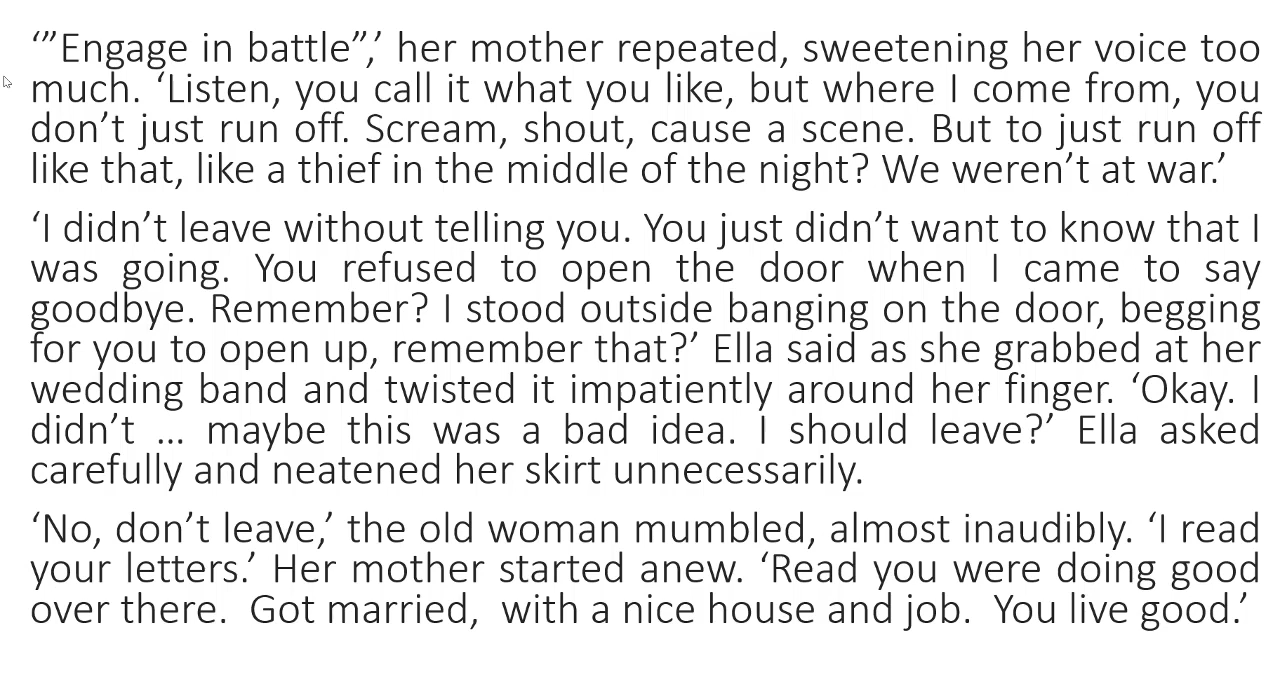 ‘”Engage in battle”,’ her mother repeated, sweetening her voice too
much. ‘Listen, you call it what you like, but where I come from, you
don’t just run off. Scream, shout, cause a scene. But to just run off
like that, like a thief in the middle of the night? We weren’t at war.’
‘I didn’t leave without telling you. You just didn’t want to know that I
was going. You refused to open the door when I came to say
goodbye. Remember? I stood outside banging on the door, begging
for you to open up, remember that?’ Ella said as she grabbed at her
wedding band and twisted it impatiently around her finger. ‘Okay. I
didn’t … maybe this was a bad idea. I should leave?’ Ella asked
carefully and neatened her skirt unnecessarily.
‘No, don’t leave,’ the old woman mumbled, almost inaudibly. ‘I read
your letters.’ Her mother started anew. ‘Read you were doing good
over there.  Got married,  with a nice house and job.  You live good.’